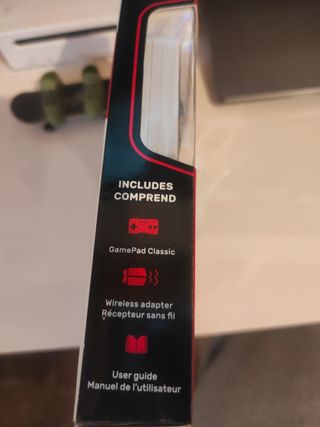 INCLUDES
COMPREND
GamePad Classic
Wireless adapter
Récepteur sans fil
User guide
Manuel de l'utilisateur